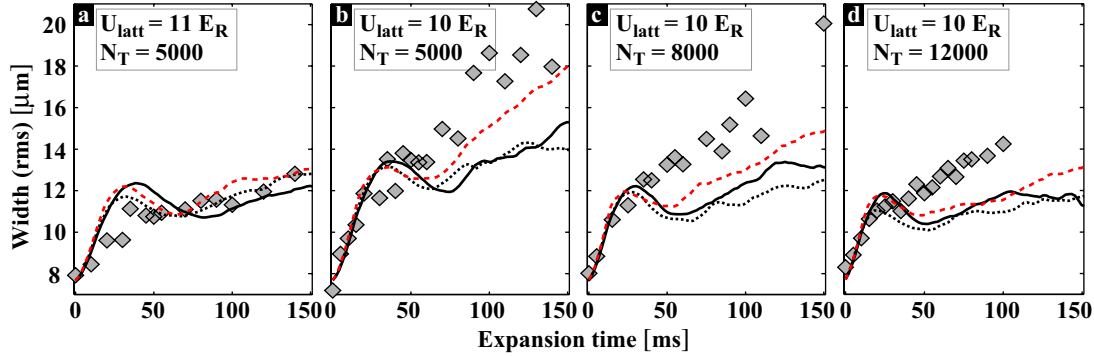 a
U_latt = 11 E_R
N_T = 5000
b
U_latt = 10 E_R
N_T = 5000
c
U_latt = 10 E_R
N_T = 8000
d
U_latt = 10 E_R
N_T = 12000
Width (rms) [μm]
20
18
16
14
12
10
8
0 50 100 150
0 50 100 150
0 50 100 150
0 50 100 150
Expansion time [ms]